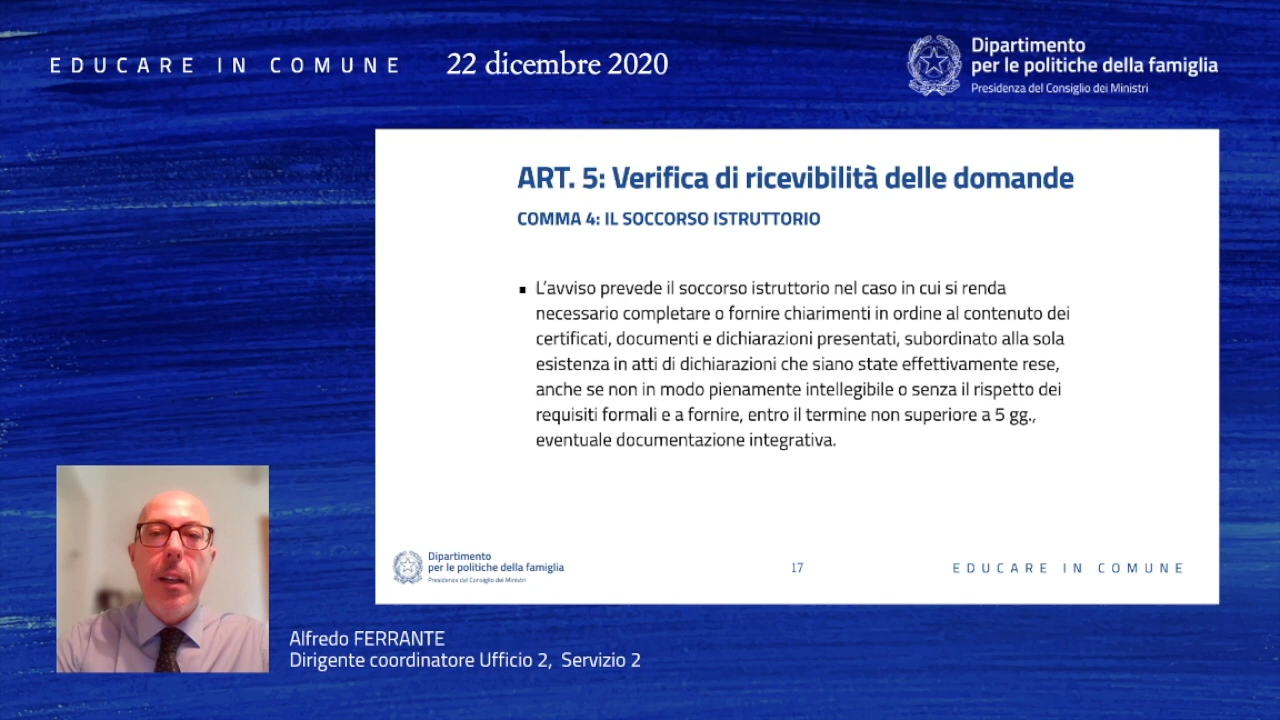 EDUCARE IN COMUNE
22 dicembre 2020
Dipartimento
per le politiche della famiglia
Presidenza del Consiglio dei Ministri
ART. 5: Verifica di ricevibilità delle domande
COMMA 4: IL SOCCORSO ISTRUTTORIO
▪ L'avviso prevede il soccorso istruttorio nel caso in cui si renda
necessario completare o fornire chiarimenti in ordine al contenuto dei
certificati, documenti e dichiarazioni presentati, subordinato alla sola
esistenza in atti di dichiarazioni che siano state effettivamente rese,
anche se non in modo pienamente intellegibile o senza il rispetto dei
requisiti formali e a fornire, entro il termine non superiore a 5 gg.,
eventuale documentazione integrativa.
Dipartimento
per le politiche della famiglia
Presidenza del Consiglio dei Ministri
17
EDUCARE IN COMUNE
Alfredo FERRANTE
Dirigente coordinatore Ufficio 2, Servizio 2